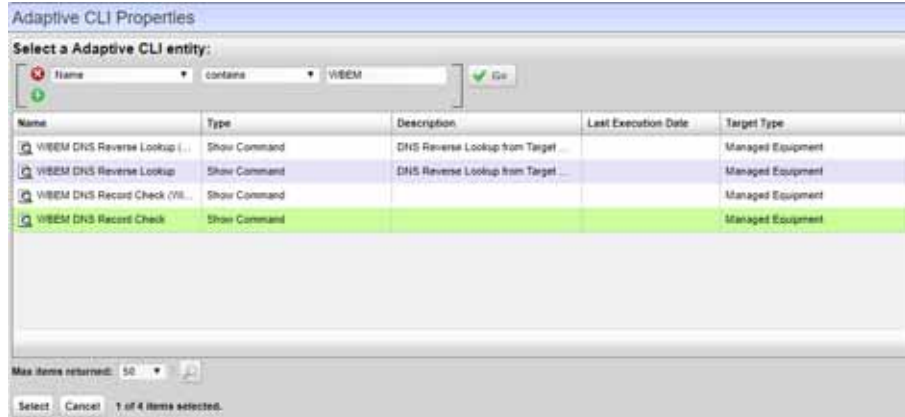 Adaptive CLI Properties
Select a Adaptive CLI entity:
Name contains WBEM Go
Name Type Description Last Execution Date Target Type
WBEM DNS Reverse Lookup (... Show Command DNS Reverse Lookup from Target ... Managed Equipment
WBEM DNS Reverse Lookup Show Command DNS Reverse Lookup from Target ... Managed Equipment
WBEM DNS Record Check (Wi... Show Command Managed Equipment
WBEM DNS Record Check Show Command Managed Equipment
Max items returned: 50
Select Cancel 1 of 4 items selected.